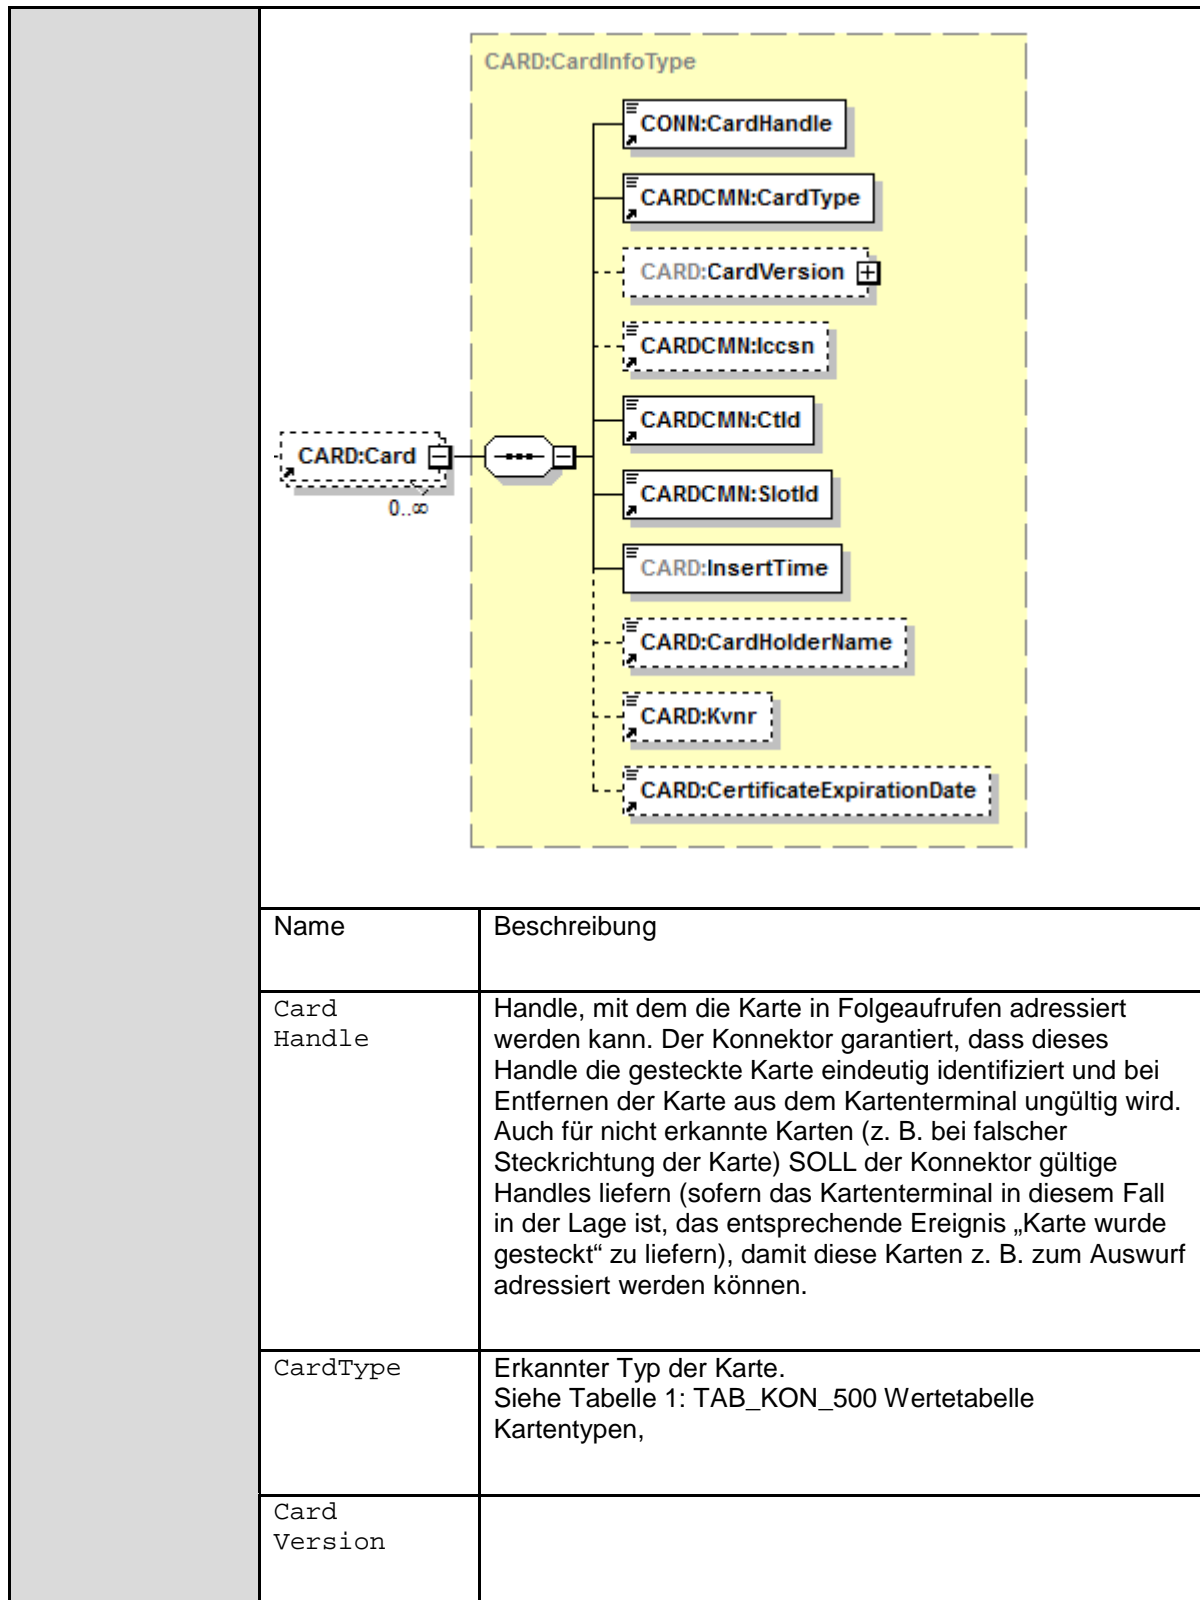 CARD:CardInfoType
CONN:CardHandle
CARDCMN:CardType
CARD:CardVersion
CARDCMN:Iccsn
CARDCMN:CtId
CARD:Card
0..∞
CARDCMN:SlotId
CARD:InsertTime
CARD:CardHolderName
CARD:Kvnr
CARD:CertificateExpirationDate
Name
Beschreibung
Card
Handle
Handle, mit dem die Karte in Folgeaufrufen adressiert
werden kann. Der Konnektor garantiert, dass dieses
Handle die gesteckte Karte eindeutig identifiziert und bei
Entfernen der Karte aus dem Kartenterminal ungültig wird.
Auch für nicht erkannte Karten (z. B. bei falscher
Steckrichtung der Karte) SOLL der Konnektor gültige
Handles liefern (sofern das Kartenterminal in diesem Fall
in der Lage ist, das entsprechende Ereignis „Karte wurde
gesteckt“ zu liefern), damit diese Karten z. B. zum Auswurf
adressiert werden können.
CardType
Erkannter Typ der Karte.
Siehe Tabelle 1: TAB_KON_500 Wertetabelle
Kartentypen,
Card
Version